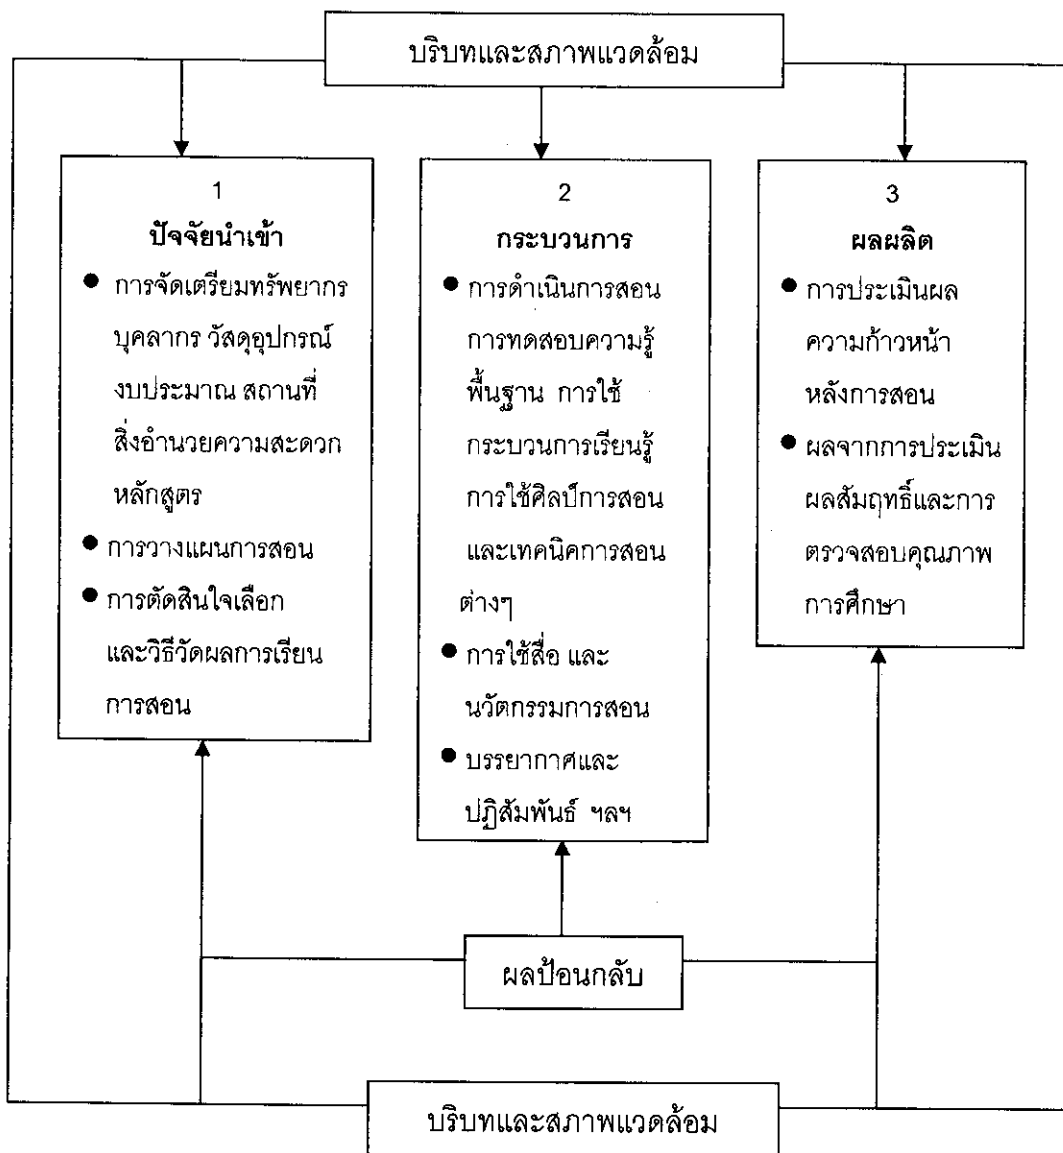 บริบทและสภาพแวดล้อม
1
ปัจจัยนำเข้า
● การจัดเตรียมทรัพยากร
บุคลากร วัสดุอุปกรณ์
งบประมาณ สถานที่
สิ่งอำนวยความสะดวก
หลักสูตร
● การวางแผนการสอน
● การตัดสินใจเลือก
และวิธีวัดผลการเรียน
การสอน
2
กระบวนการ
● การดำเนินการสอน
การทดสอบความรู้
พื้นฐาน การใช้
กระบวนการเรียนรู้
การใช้ศิลป์การสอน
และเทคนิคการสอน
ต่างๆ
● การใช้สื่อ และ
นวัตกรรมการสอน
● บรรยากาศและ
ปฏิสัมพันธ์ ฯลฯ
3
ผลผลิต
● การประเมินผล
ความก้าวหน้า
หลังการสอน
● ผลจากการประเมิน
ผลสัมฤทธิ์และการ
ตรวจสอบคุณภาพ
การศึกษา
ผลป้อนกลับ
บริบทและสภาพแวดล้อม